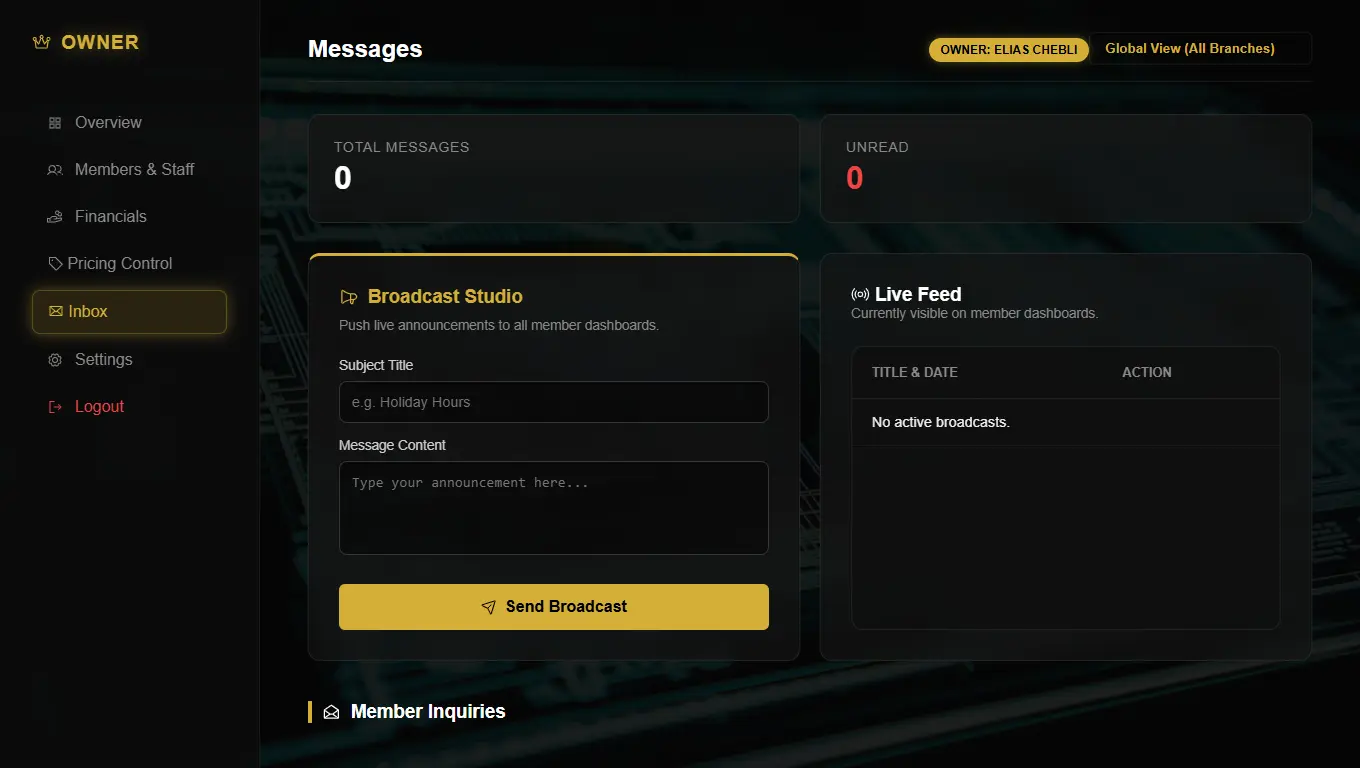 OWNER
Overview
Members & Staff
Financials
Pricing Control
Inbox
Settings
Logout
Messages
OWNER: ELIAS CHEBLI
Global View (All Branches)
TOTAL MESSAGES
0
UNREAD
0
Broadcast Studio
Push live announcements to all member dashboards.
Subject Title
e.g. Holiday Hours
Message Content
Type your announcement here...
Send Broadcast
Live Feed
Currently visible on member dashboards.
TITLE & DATE ACTION
No active broadcasts.
Member Inquiries